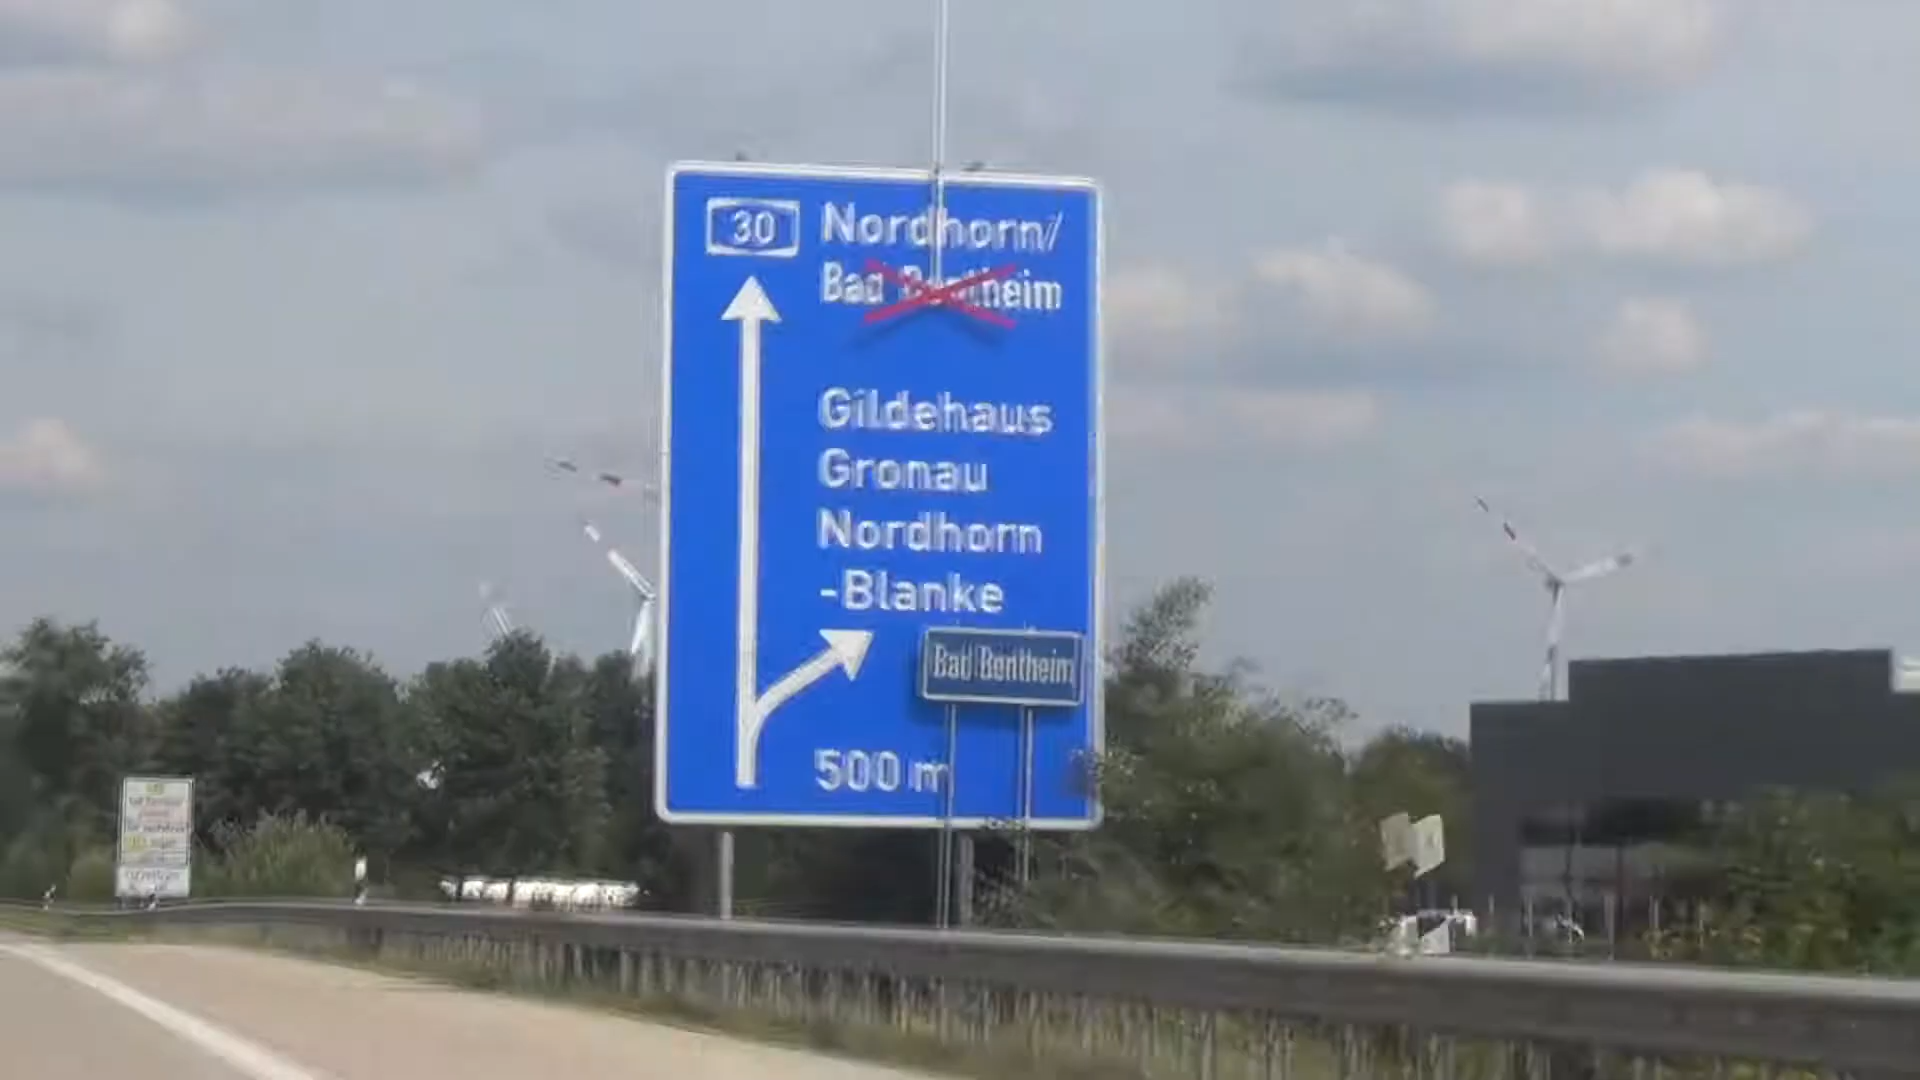 30
Nordhorn/
Bad Bentheim
Gildehaus
Gronau
Nordhorn
-Blanke
Bad Bentheim
500 m